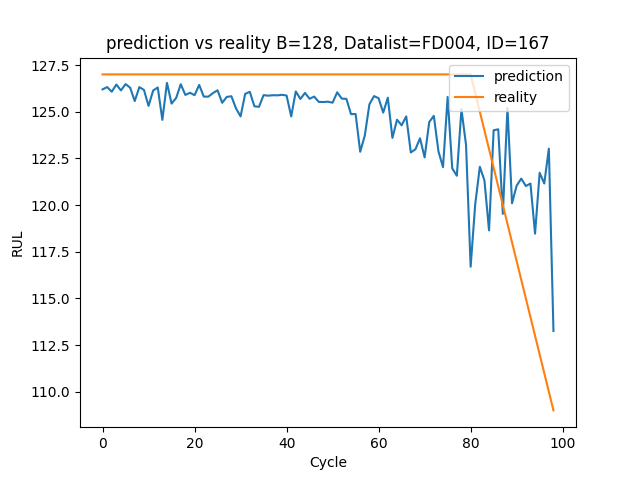 prediction vs reality B=128, Datalist=FD004, ID=167
prediction
reality
127.5
125.0
122.5
120.0
117.5
115.0
112.5
110.0
RUL
0 20 40 60 80 100
Cycle